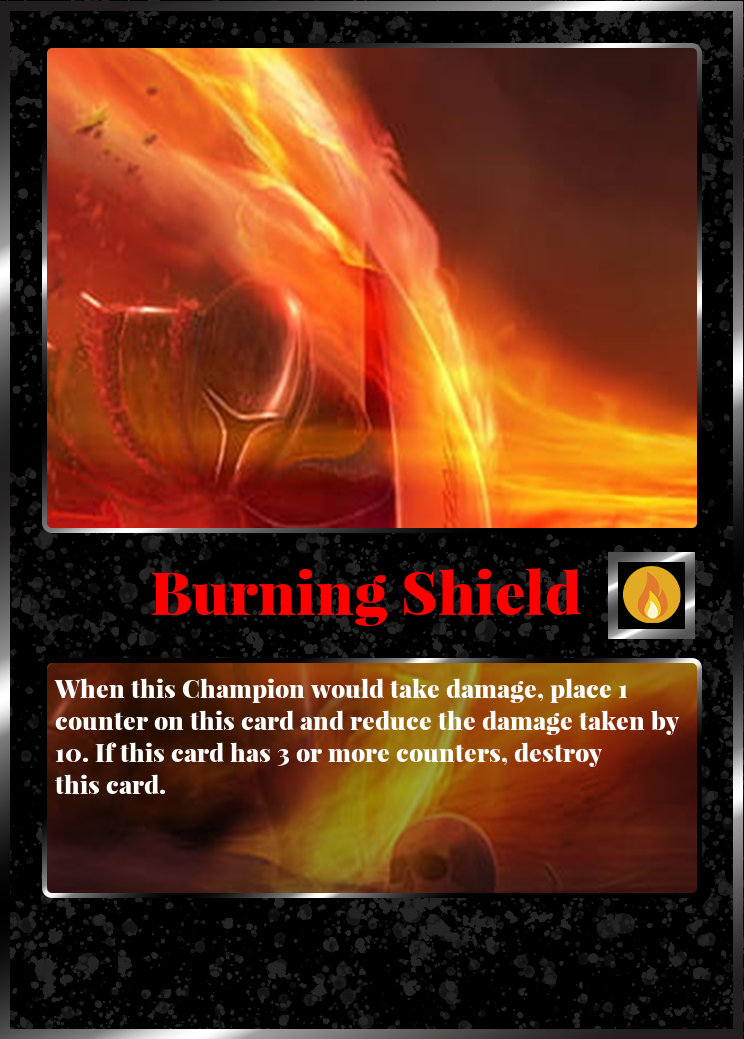 Burning Shield
When this Champion would take damage, place 1
counter on this card and reduce the damage taken by
10. If this card has 3 or more counters, destroy
this card.